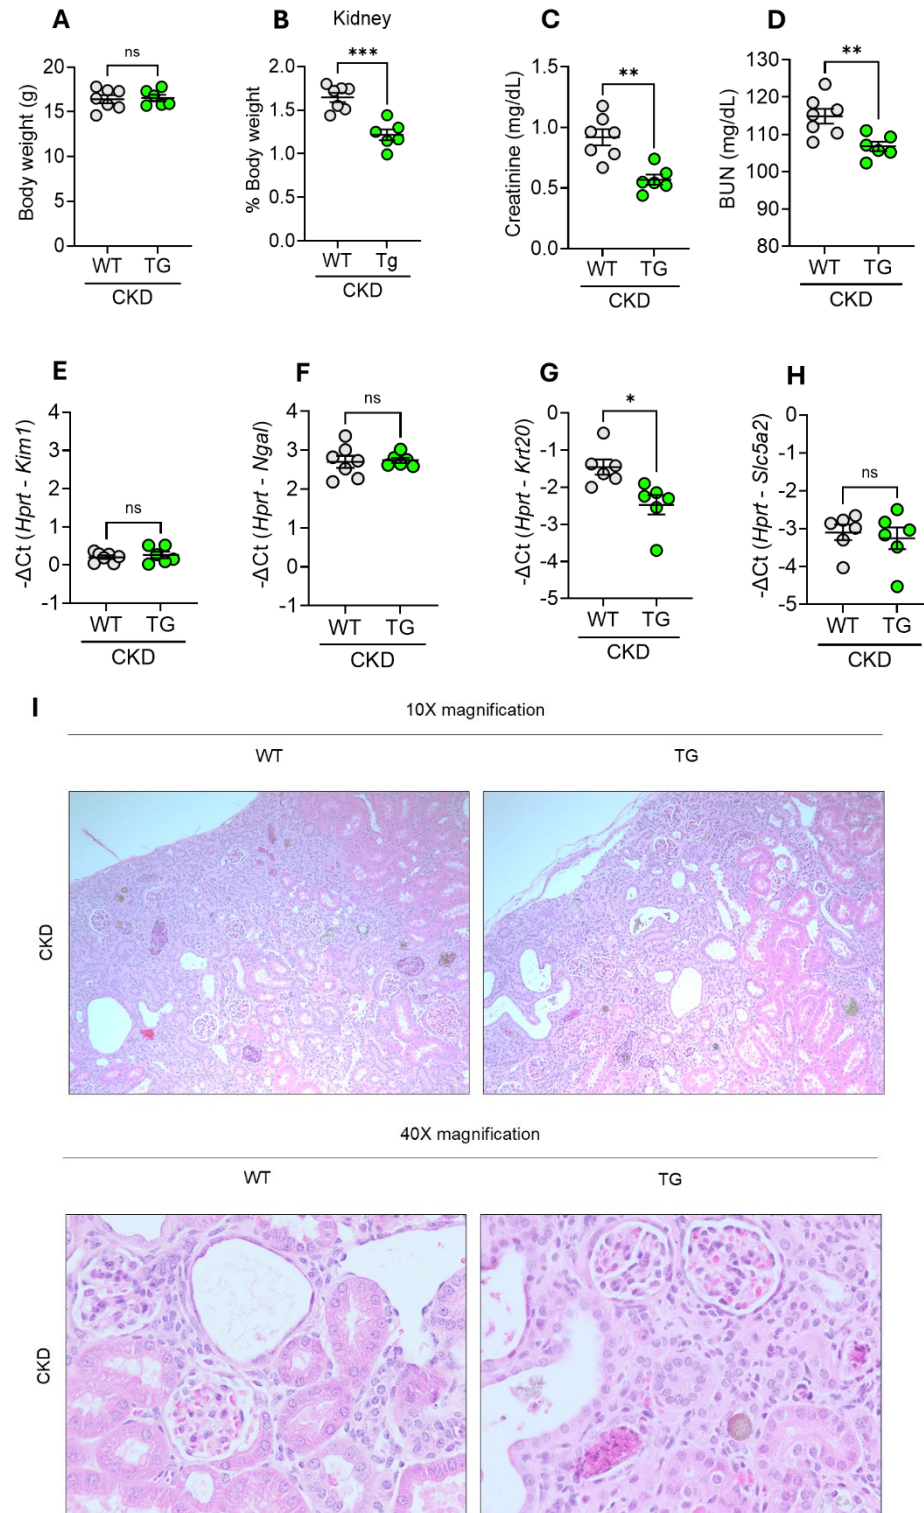 A
ns
Body weight (g)
20
15
10
5
0
WT TG
CKD
B
Kidney
***
% Body weight
2.0
1.5
1.0
0.5
0.0
WT Tg
CKD
C
**
Creatinine (mg/dL)
1.5
1.0
0.5
0.0
WT TG
CKD
D
**
BUN (mg/dL)
130
120
110
100
90
80
WT TG
CKD
E
ns
-ΔCt (Hprt - Kim1)
4
3
2
1
0
-1
WT TG
CKD
F
ns
-ΔCt (Hprt - Ngal)
4
3
2
1
0
-1
WT TG
CKD
G
*
-ΔCt (Hprt - Krt20)
-0
-1
-2
-3
-4
-5
WT TG
CKD
H
ns
-ΔCt (Hprt - Slc5a2)
0
-1
-2
-3
-4
-5
WT TG
CKD
I
10X magnification
WT TG
CKD
40X magnification
WT TG
CKD